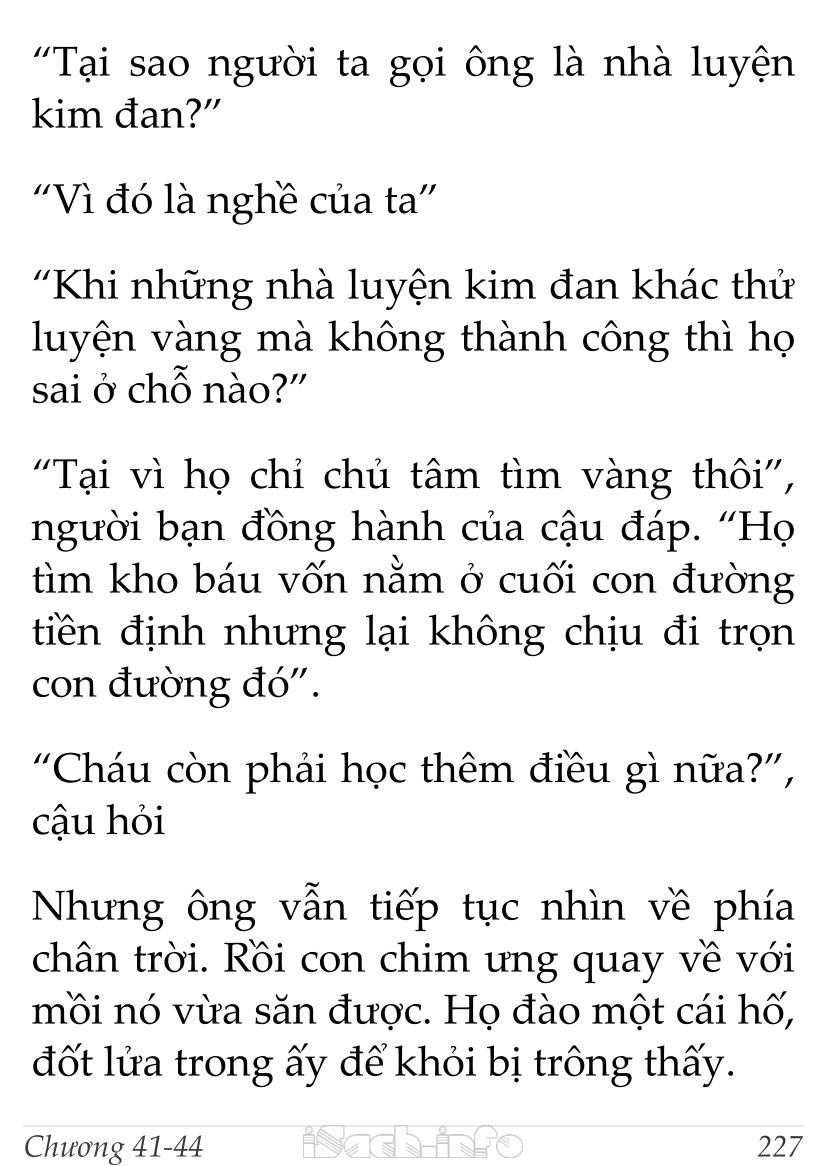 “Tại sao người ta gọi ông là nhà luyện
kim đan?”
“Vì đó là nghề của ta”
“Khi những nhà luyện kim đan khác thử
luyện vàng mà không thành công thì họ
sai ở chỗ nào?”
“Tại vì họ chỉ chủ tâm tìm vàng thôi”,
người bạn đồng hành của cậu đáp. “Họ
tìm kho báu vốn nằm ở cuối con đường
tiền định nhưng lại không chịu đi trọn
con đường đó”.
“Cháu còn phải học thêm điều gì nữa?”,
cậu hỏi
Nhưng ông vẫn tiếp tục nhìn về phía
chân trời. Rồi con chim ưng quay về với
mồi nó vừa săn được. Họ đào một cái hố,
đốt lửa trong ấy để khỏi bị trông thấy.
Chương 41-44 iSach.info 227